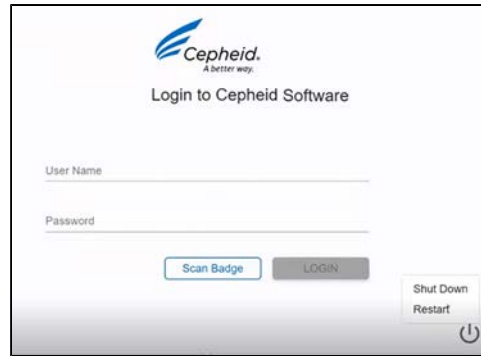 Cepheid.
A better way.
Login to Cepheid Software
User Name
Password
Scan Badge
LOGIN
Shut Down
Restart